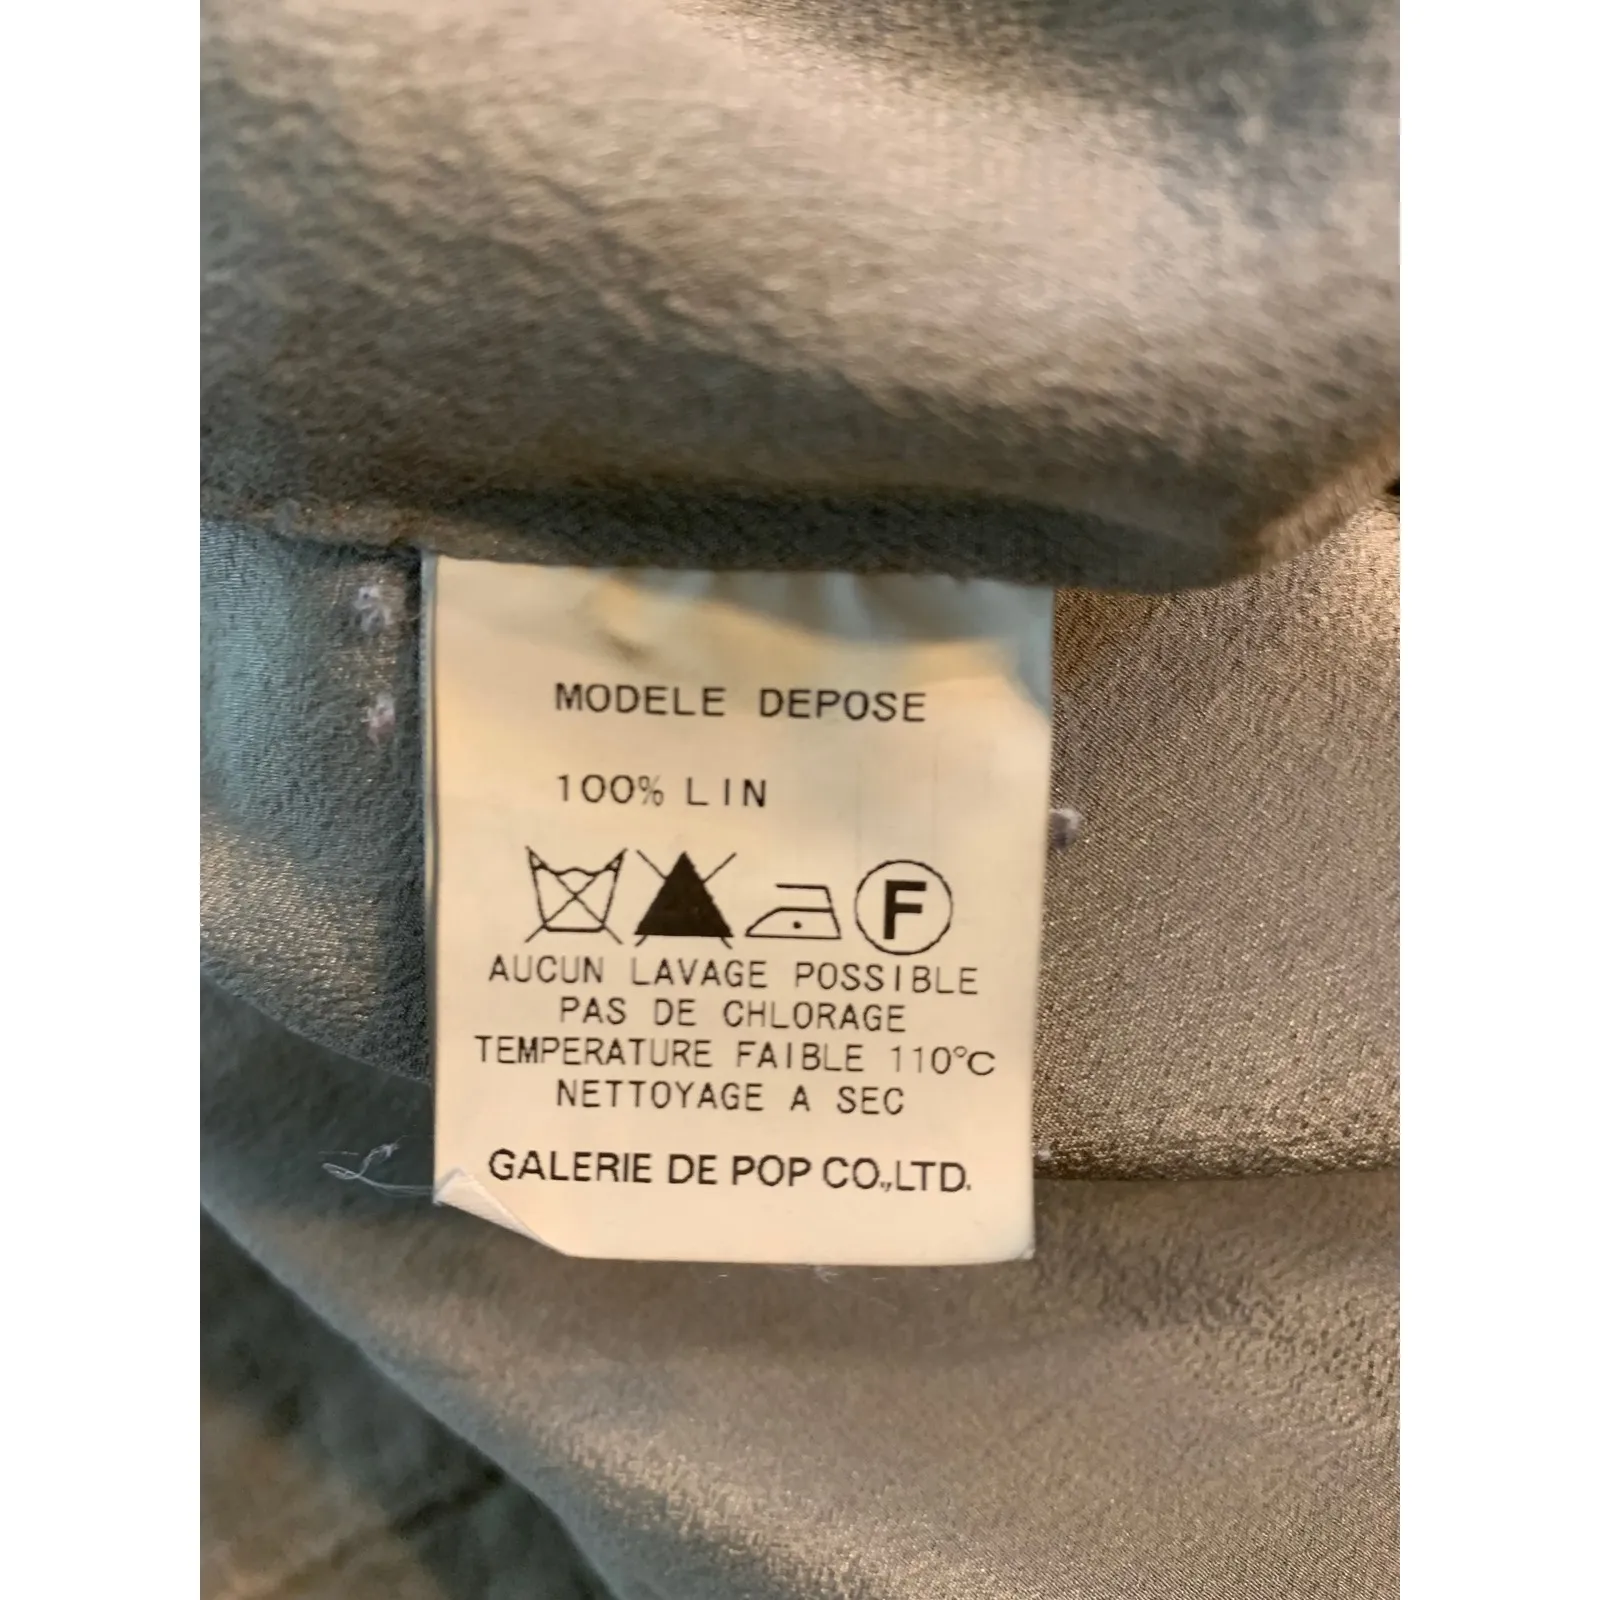 MODELE DEPOSE
100% LIN
F
AUCUN LAVAGE POSSIBLE
PAS DE CHLORAGE
TEMPERATURE FAIBLE 110°C
NETTOYAGE A SEC
GALERIE DE POP CO.,LTD.